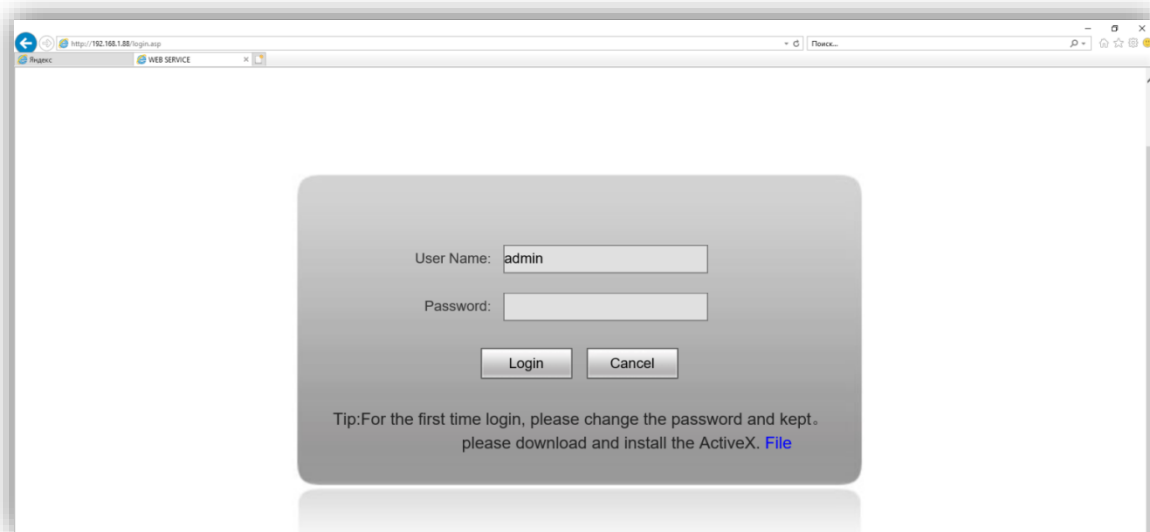 http://192.168.1.88/login.asp
Поиск...
Яндекс
WEB SERVICE
User Name: admin
Password:
Login Cancel
Tip:For the first time login, please change the password and kept。
please download and install the ActiveX. File